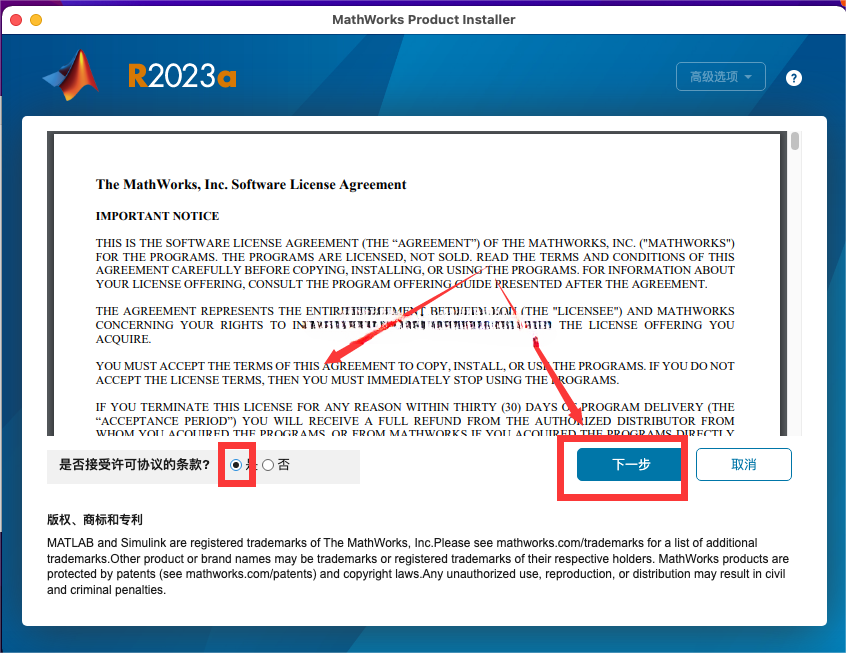 MathWorks Product Installer
R2023a
高级选项
?
The MathWorks, Inc. Software License Agreement
IMPORTANT NOTICE
THIS IS THE SOFTWARE LICENSE AGREEMENT (THE “AGREEMENT”) OF THE MATHWORKS, INC. ("MATHWORKS")
FOR THE PROGRAMS. THE PROGRAMS ARE LICENSED, NOT SOLD. READ THE TERMS AND CONDITIONS OF THIS
AGREEMENT CAREFULLY BEFORE COPYING, INSTALLING, OR USING THE PROGRAMS. FOR INFORMATION ABOUT
YOUR LICENSE OFFERING, CONSULT THE PROGRAM OFFERING GUIDE PRESENTED AFTER THE AGREEMENT.
THE AGREEMENT REPRESENTS THE (THE "LICENSEE") AND MATHWORKS
CONCERNING YOUR RIGHTS TO THE LICENSE OFFERING YOU
ACQUIRE.
YOU MUST ACCEPT THE TERMS OF THIS AGREEMENT TO COPY, INSTALL, OR USE THE PROGRAMS. IF YOU DO NOT
ACCEPT THE LICENSE TERMS, THEN YOU MUST IMMEDIATELY STOP USING THE PROGRAMS.
IF YOU TERMINATE THIS LICENSE FOR ANY REASON WITHIN THIRTY (30) DAYS OF PROGRAM DELIVERY (THE
“ACCEPTANCE PERIOD”) YOU WILL RECEIVE A FULL REFUND FROM THE AUTHORIZED DISTRIBUTOR FROM
WHOM YOU ACQUIRED THE PROGRAMS, OR FROM MATHWORKS IF YOU ACQUIRED THE PROGRAMS DIRECTLY
是否接受许可协议的条款? 是 否
下一步
取消
版权、商标和专利
MATLAB and Simulink are registered trademarks of The MathWorks, Inc.Please see mathworks.com/trademarks for a list of additional
trademarks.Other product or brand names may be trademarks or registered trademarks of their respective holders. MathWorks products are
protected by patents (see mathworks.com/patents) and copyright laws.Any unauthorized use, reproduction, or distribution may result in civil
and criminal penalties.